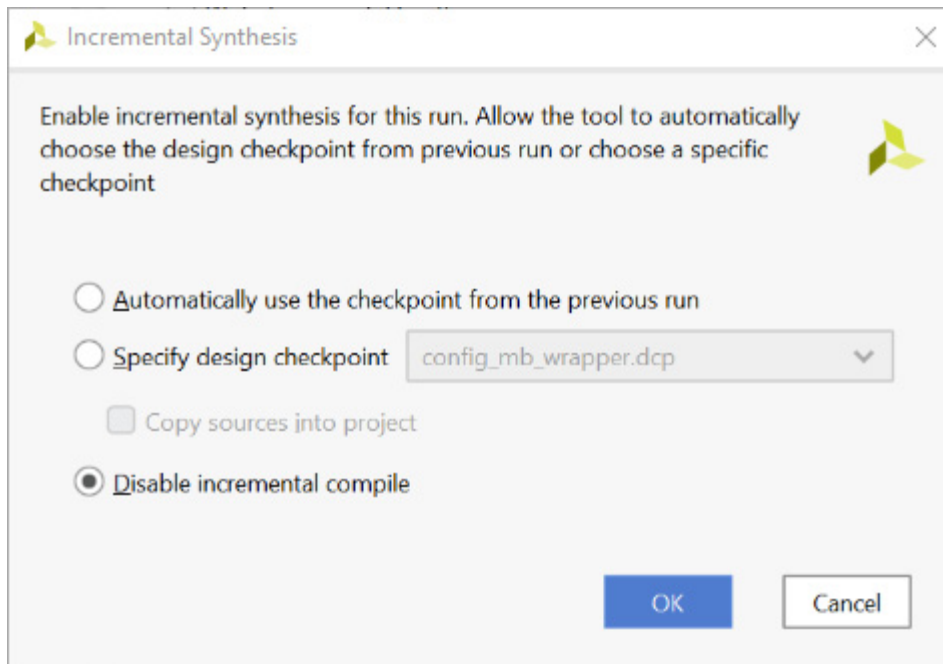 Incremental Synthesis
Enable incremental synthesis for this run. Allow the tool to automatically
choose the design checkpoint from previous run or choose a specific
checkpoint
Automatically use the checkpoint from the previous run
Specify design checkpoint config_mb_wrapper.dcp
Copy sources into project
Disable incremental compile
OK Cancel